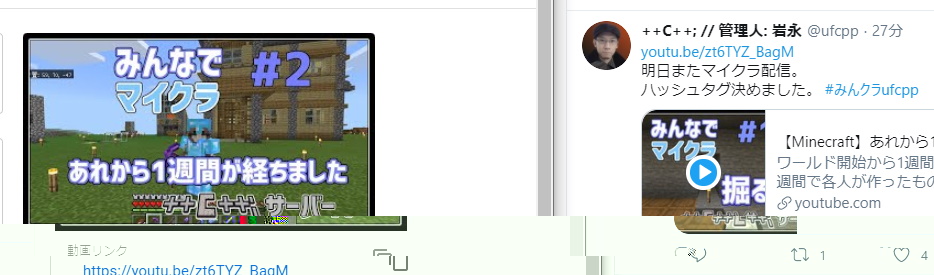 みんなで
マイクラ
#2
あれから1週間が経ちました
++C++; サーバー
動画リンク
https://youtu.be/zt6TYZ_BagM
++C++; // 管理人: 岩永 @ufcpp · 27分
youtu.be/zt6TYZ_BagM
明日またマイクラ配信。
ハッシュタグ決めました。 #みんクラufcpp
みんなで
マイクラ
掘る
【Minecraft】あれから1
ワールド開始から1週間
週間で各人が作ったもの
youtube.com
1
4